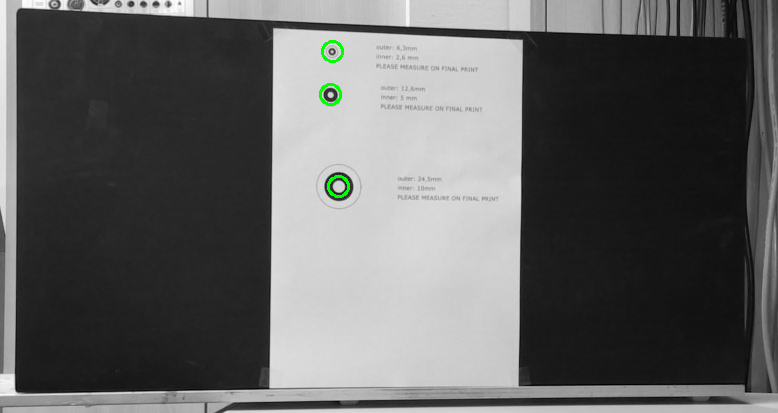 outer: 6,3mm
inner: 2,6 mm
PLEASE MEASURE ON FINAL PRINT
outer: 12,6mm
inner: 5 mm
PLEASE MEASURE ON FINAL PRINT
outer: 24,5mm
inner: 10mm
PLEASE MEASURE ON FINAL PRINT